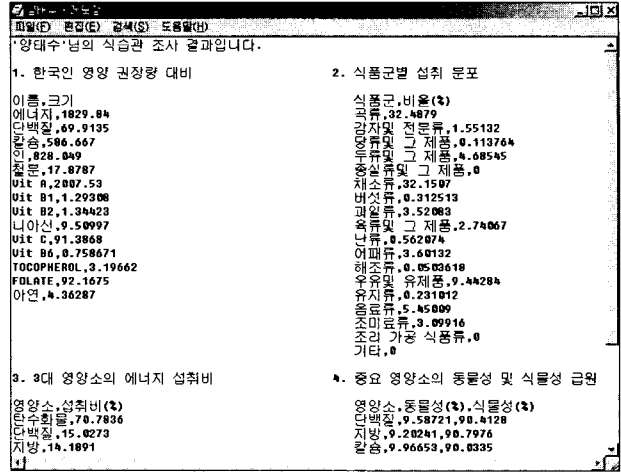 파일(F) 편집(E) 검색(S) 도움말(H)
'양태수'님의 식습관 조사 결과입니다.
1. 한국인 영양 권장량 대비
이름,크기
에너지,1829.84
단백질,69.9135
칼슘,586.667
인,828.049
철분,17.8787
Vit A,2007.53
Vit B1,1.29308
Vit B2,1.34423
니아신,9.50997
Vit C,91.3868
Vit B6,0.758671
TOCOPHEROL,3.19662
FOLATE,92.1675
아연,4.36287
2. 식품군별 섭취 분포
식품군,비율(%)
곡류,32.4879
감자및 전분류,1.55132
당류및 그 제품,0.113764
두류및 그 제품,4.68545
종실류및 그 제품,0
채소류,32.1507
버섯류,0.312513
과일류,3.52083
육류및 그 제품,2.74067
난류,0.562074
어패류,3.60132
해조류,0.0503618
우유및 유제품,9.44284
유지류,0.231012
음료류,5.45009
조미료류,3.09916
조리 가공 식품류,0
기타,0
3. 3대 영양소의 에너지 섭취비
영양소,섭취비(%)
탄수화물,70.7836
단백질,15.0273
지방,14.1891
4. 중요 영양소의 동물성 및 식물성 급원
영양소,동물성(%),식물성(%)
단백질,9.58721,90.4128
지방,9.20241,90.7976
칼슘,9.96653,90.0335